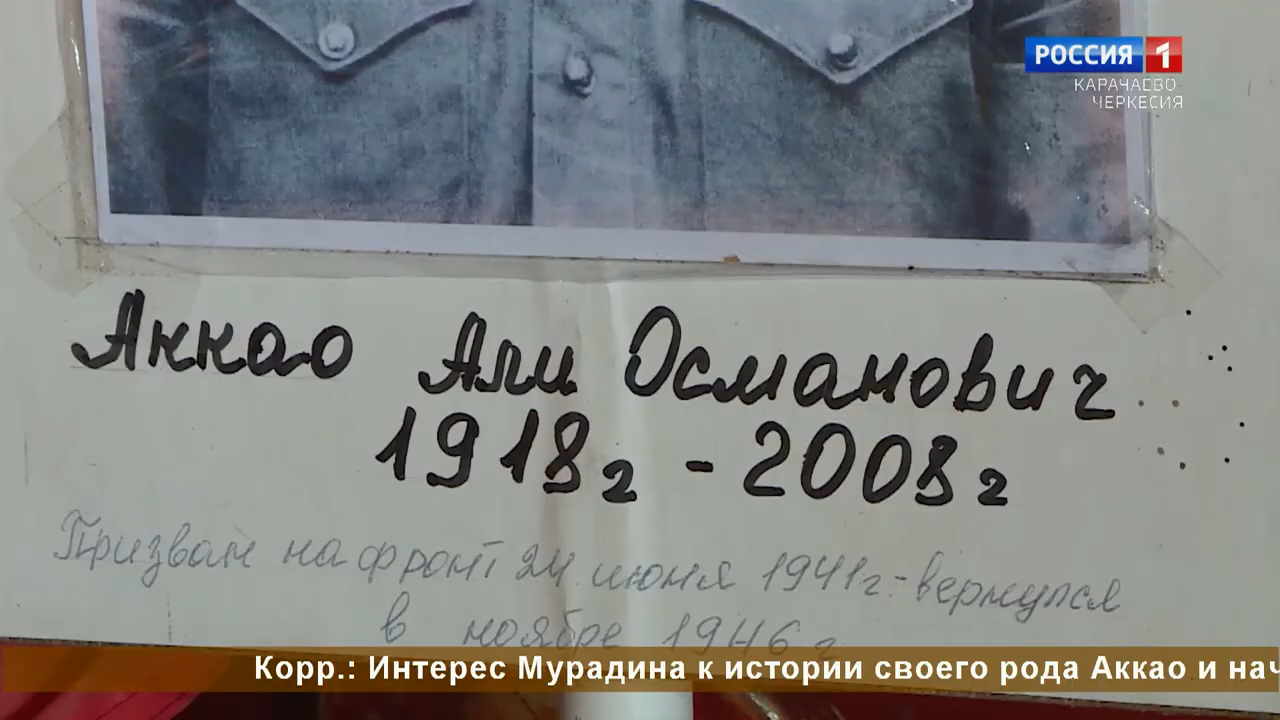 РОССИЯ 1
КАРАЧАЕВО
ЧЕРКЕСИЯ
Аккао Али Османович
1918г - 2008г
Призван на фронт 24 июня 1941г.-вернулся
в ноябре 1946 г
Корр.: Интерес Мурадина к истории своего рода Аккао и нач